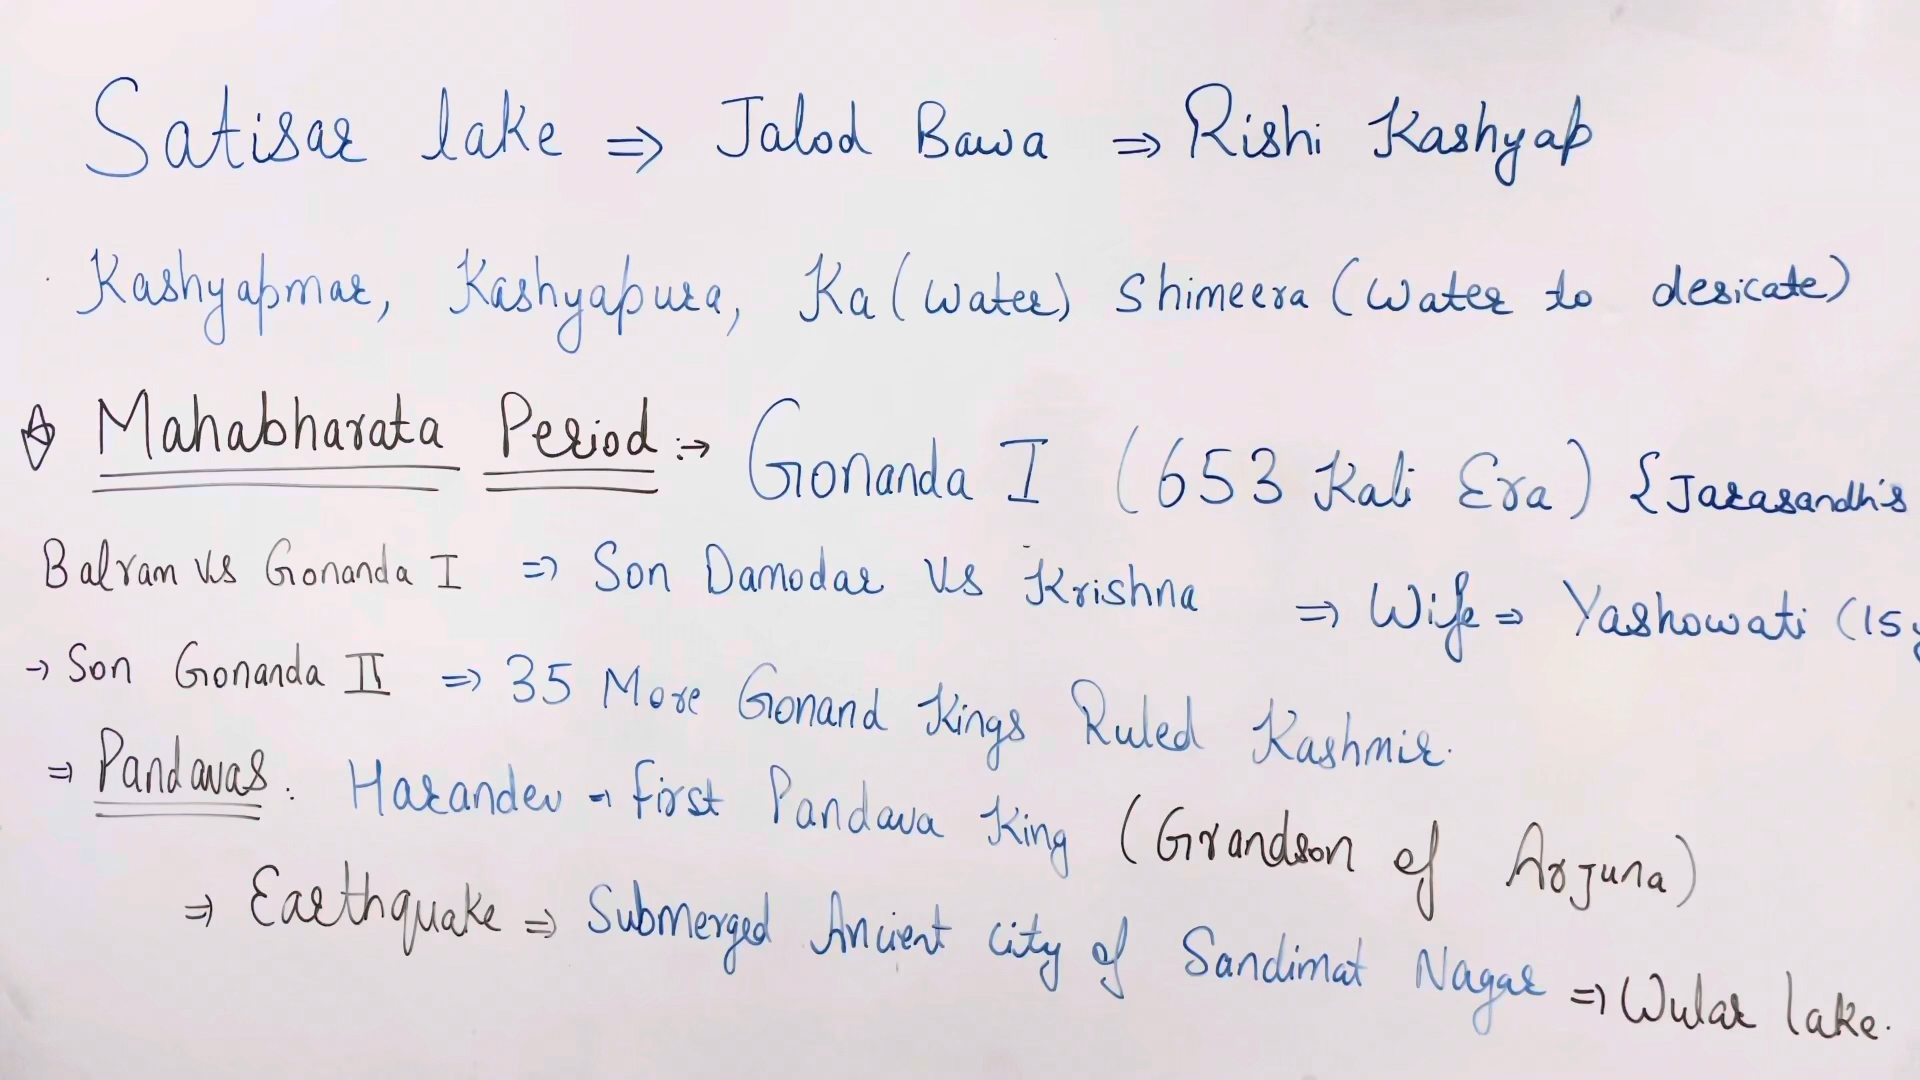 Satisar lake ⇒ Jalod Bawa ⇒ Rishi Kashyap
Kashyapmar, Kashyapura, Ka (water) Shimeera (Water to desicate)
Mahabharata Period :→ Gonanda I (653 Kali Era) {Jarasandh's
Balram Vs Gonanda I ⇒ Son Damodar Vs Krishna ⇒ Wife ⇒ Yashowati (15y
→ Son Gonanda II ⇒ 35 More Gonand Kings Ruled Kashmir.
⇒ Pandavas. Harandev → first Pandava King (Grandson of Arjuna)
⇒ Earthquake ⇒ Submerged Ancient City of Sandimat Nagar ⇒ Wular lake.